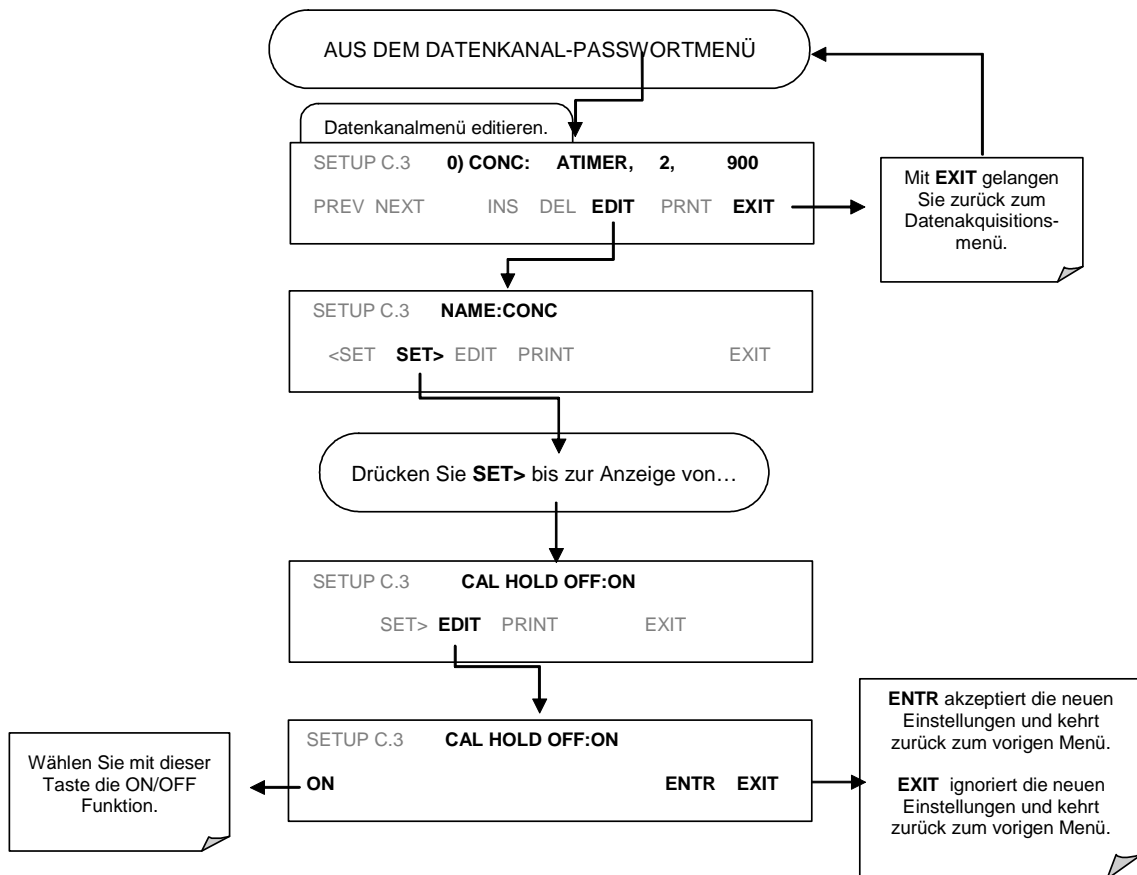 AUS DEM DATENKANAL-PASSWORTMENÜ
Datenkanalmenü editieren.
SETUP C.3 0) CONC: ATIMER, 2, 900
PREV NEXT INS DEL EDIT PRNT EXIT
Mit EXIT gelangen
Sie zurück zum
Datenakquisitions-
menü.
SETUP C.3 NAME:CONC
<SET SET> EDIT PRINT EXIT
Drücken Sie SET> bis zur Anzeige von…
SETUP C.3 CAL HOLD OFF:ON
SET> EDIT PRINT EXIT
SETUP C.3 CAL HOLD OFF:ON
ON ENTR EXIT
Wählen Sie mit dieser
Taste die ON/OFF
Funktion.
ENTR akzeptiert die neuen
Einstellungen und kehrt
zurück zum vorigen Menü.
EXIT ignoriert die neuen
Einstellungen und kehrt
zurück zum vorigen Menü.